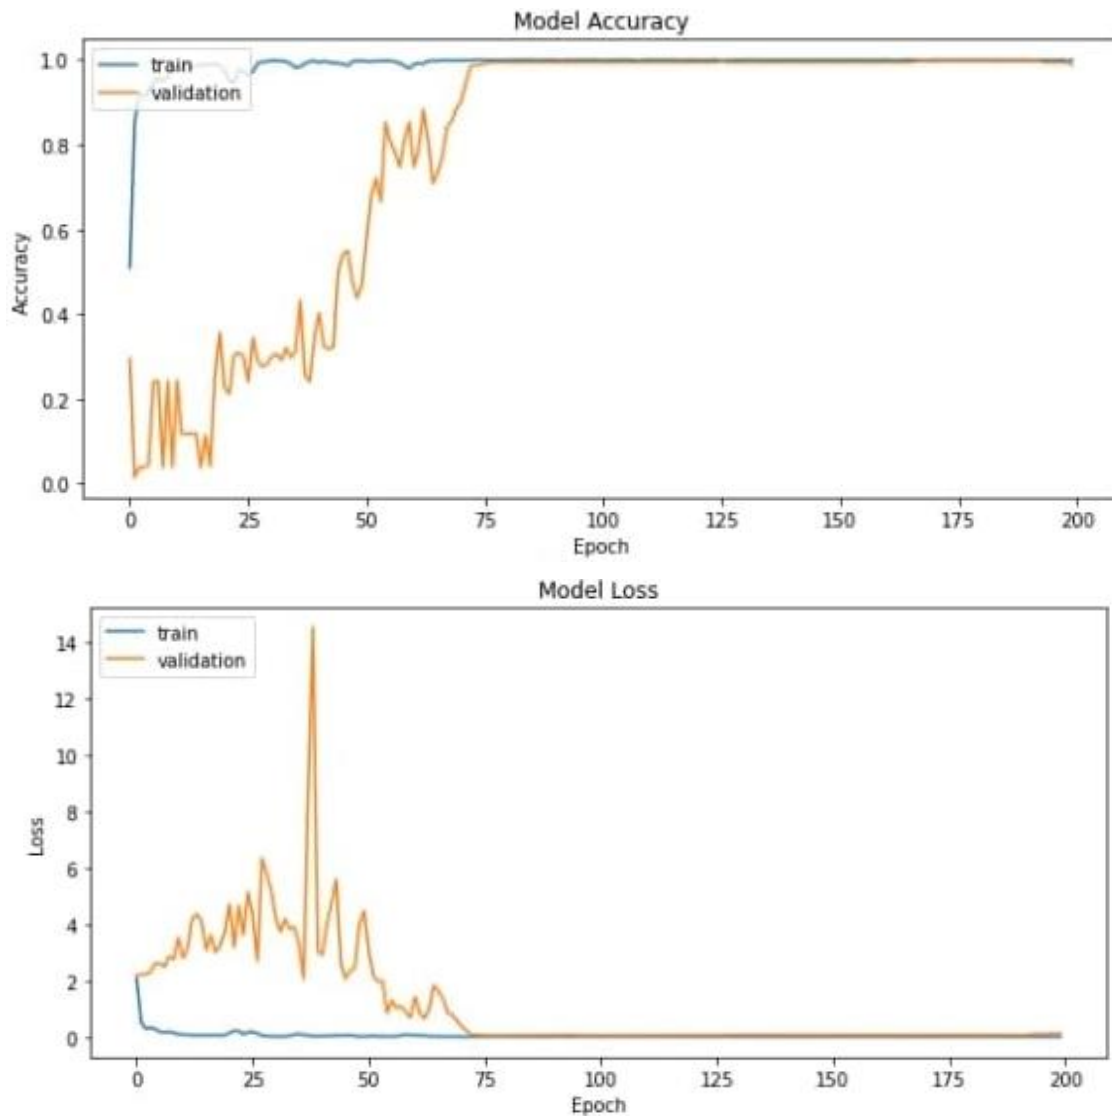 Model Accuracy
1.0
0.8
0.6
0.4
0.2
0.0
Accuracy
train
validation
0 25 50 75 100 125 150 175 200
Epoch
Model Loss
14
12
10
8
6
4
2
0
Loss
train
validation
0 25 50 75 100 125 150 175 200
Epoch